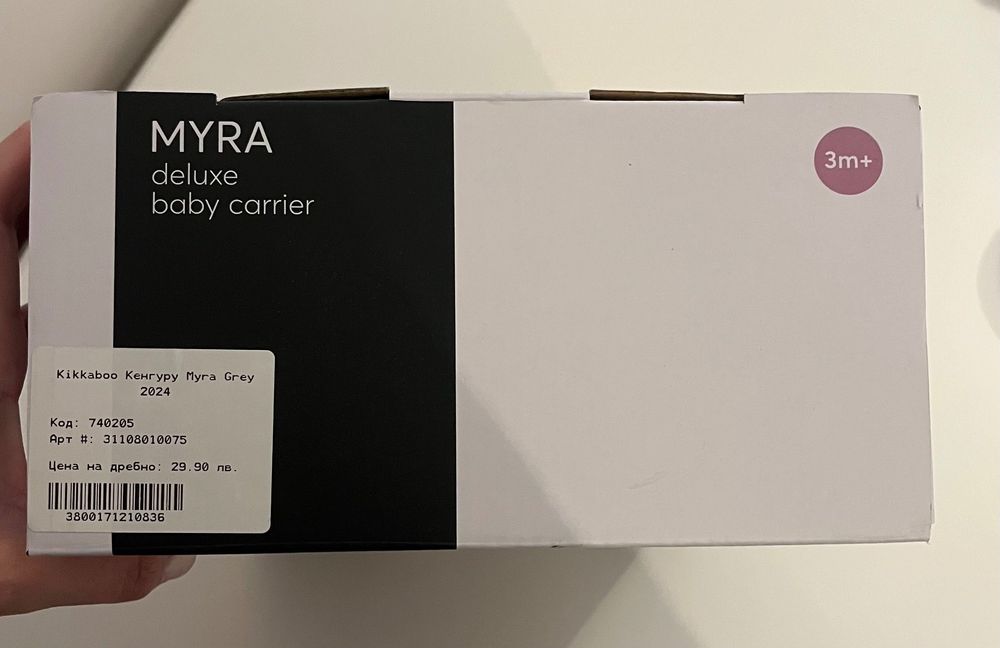 MYRA
deluxe
baby carrier
3m+
Kikkaboo Кенгуру Myra Grey
2024
Код: 740205
Арт #: 31108010075
Цена на дребно: 29.90 лв.
3800171210836